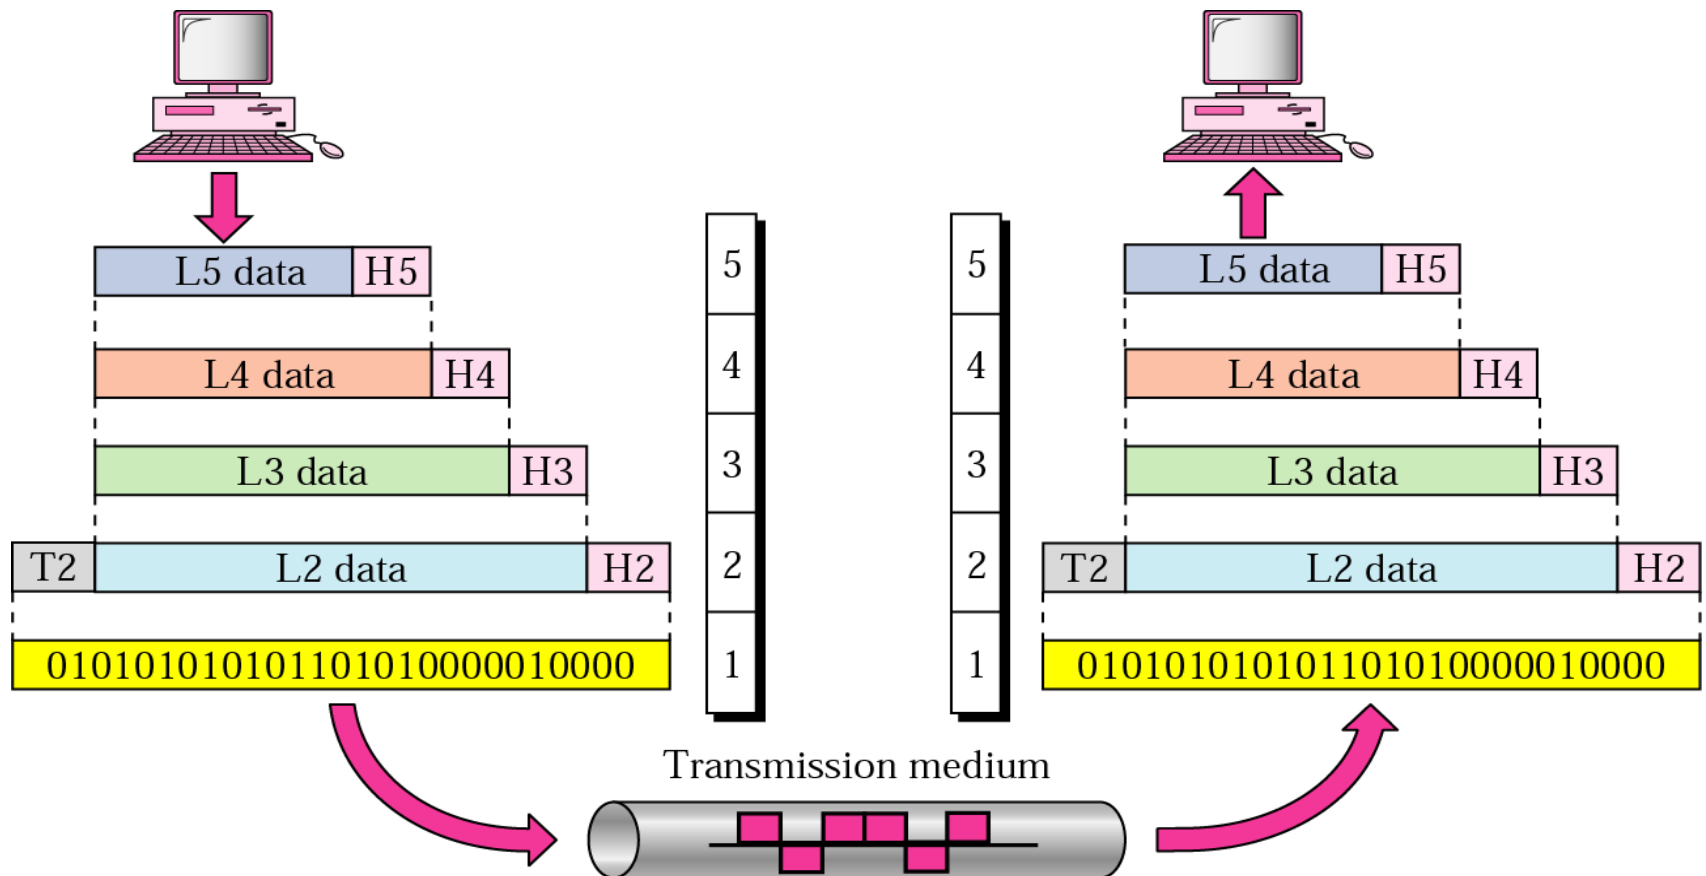 L5 data H5
5
5
L5 data H5
L4 data H4
4
4
L4 data H4
L3 data H3
3
3
L3 data H3
T2 L2 data H2
2
2
T2 L2 data H2
010101010101101010000010000
1
1
010101010101101010000010000
Transmission medium